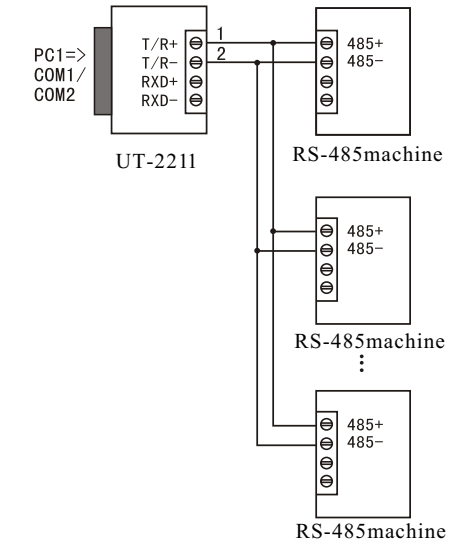 PC1=>
COM1/
COM2
T/R+
T/R-
RXD+
RXD-
1
2
UT-2211
485+
485-
RS-485machine
485+
485-
RS-485machine
485+
485-
RS-485machine